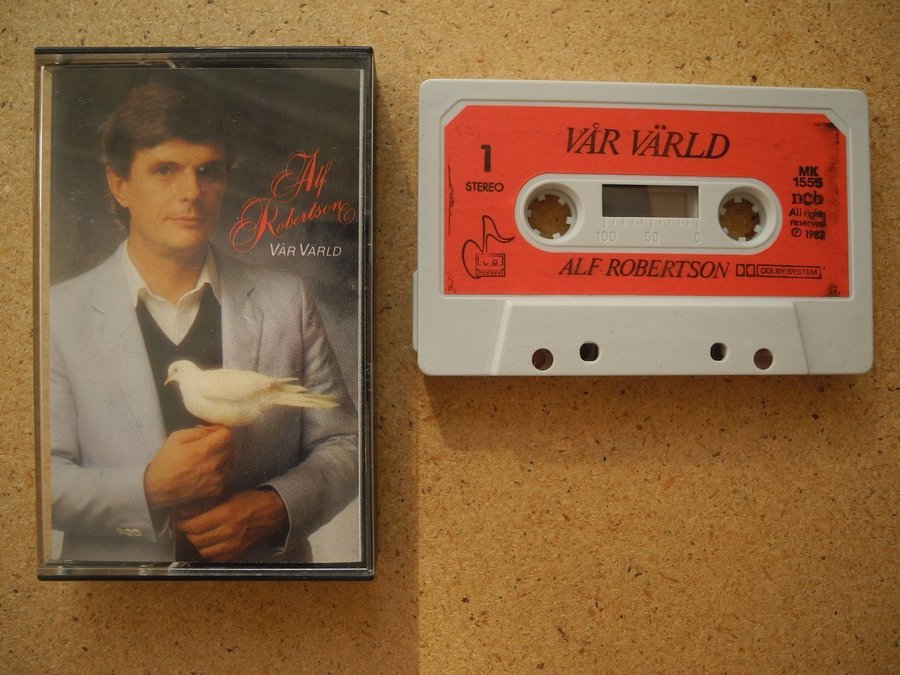 Alf
Robertson
VÅR VÄRLD
VÅR VÄRLD
1
STEREO
MK
1555
ncb
All rights
reserved
℗ 1983
100 50 0
ALF ROBERTSON DOLBY SYSTEM